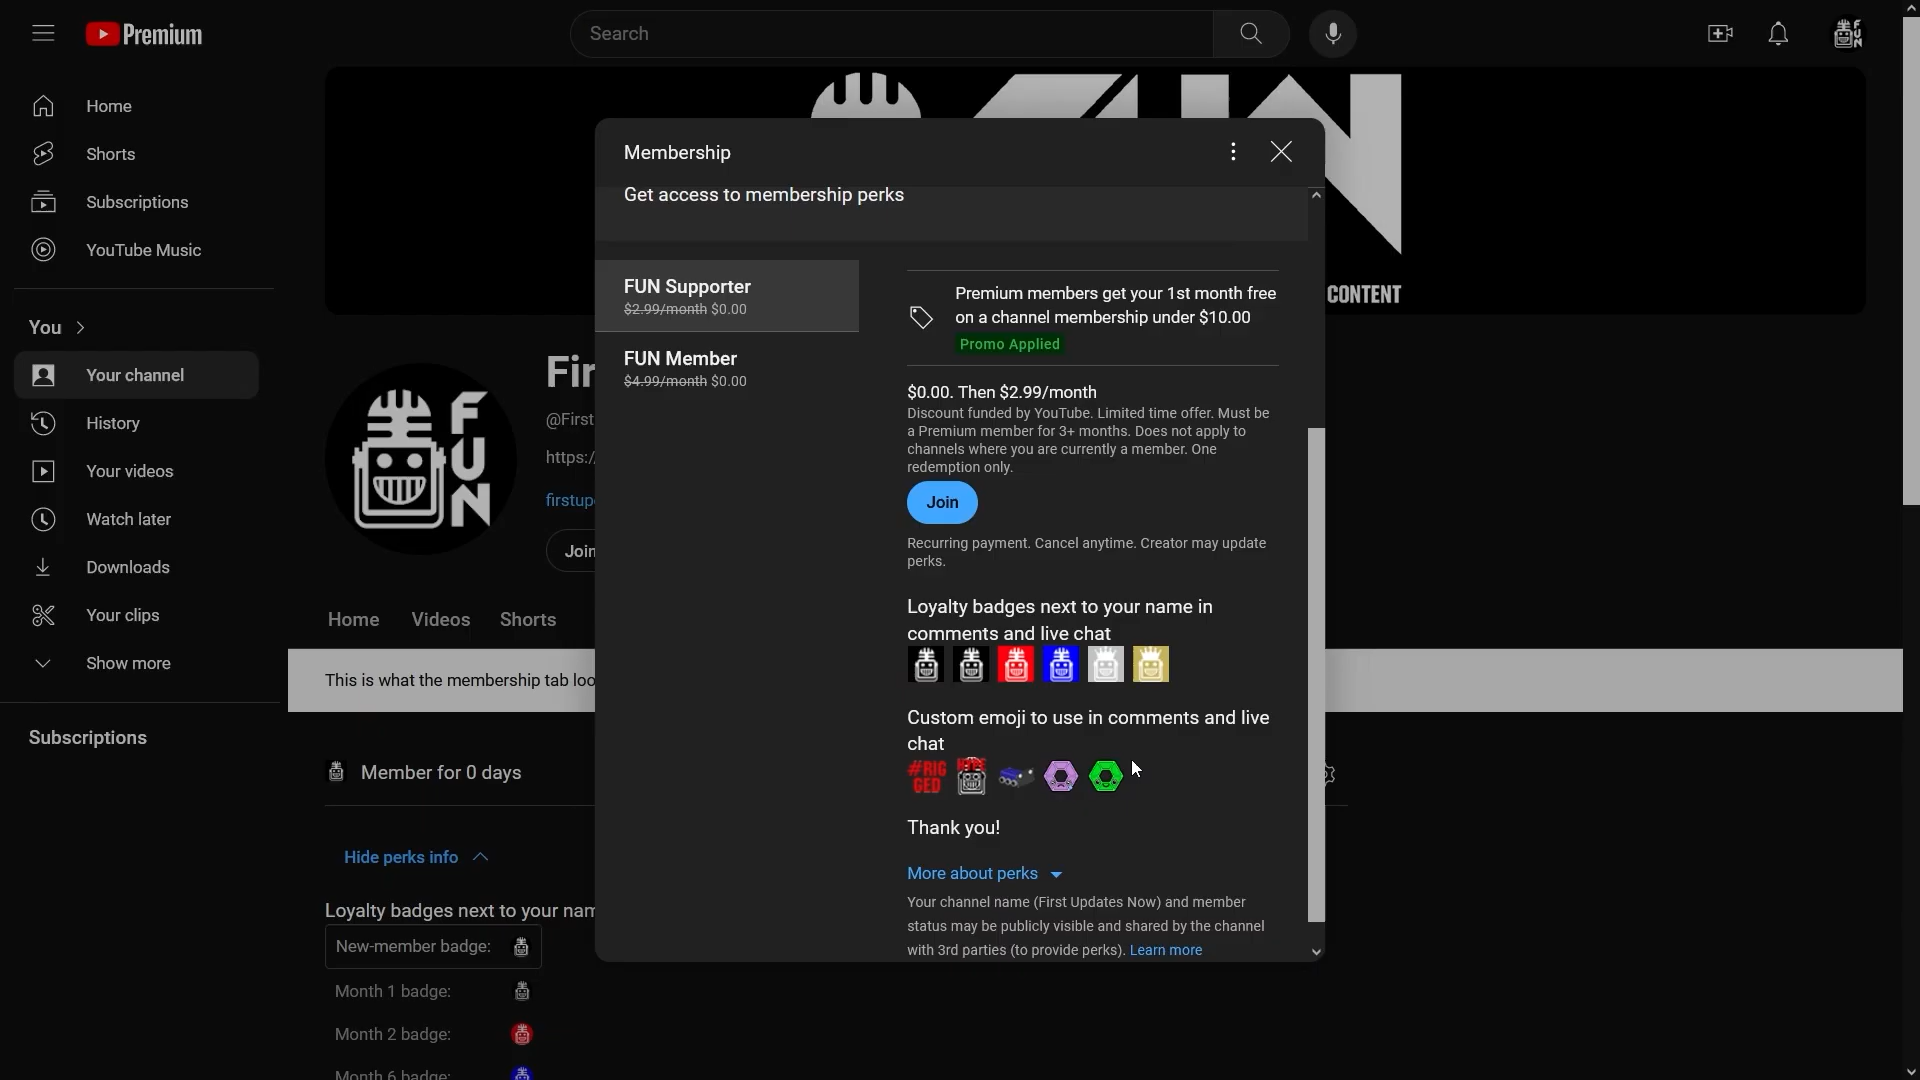 Premium
Search
FUN
Home
Shorts
Subscriptions
YouTube Music
You
Your channel
History
Your videos
Watch later
Downloads
Your clips
Show more
Subscriptions
CONTENT
FUN
@First
https:/
Home
Videos
Shorts
This is what the membership tab
Member for 0 days
Hide perks info
Loyalty badges next to your
New-member badge:
Month 1 badge:
Month 2 badge:
Month 6 badge:
Membership
Get access to membership perks
FUN Supporter
$2.99/month $0.00
FUN Member
$4.99/month $0.00
Premium members get your 1st month free
on a channel membership under $10.00
Promo Applied
$0.00. Then $2.99/month
Discount funded by YouTube. Limited time offer. Must be
a Premium member for 3+ months. Does not apply to
channels where you are currently a member. One
redemption only.
Join
Recurring payment. Cancel anytime. Creator may update
perks.
Loyalty badges next to your name in
comments and live chat
Custom emoji to use in comments and live
chat
#RIG
GED
HYPE
Thank you!
More about perks
Your channel name (First Updates Now) and member
status may be publicly visible and shared by the channel
with 3rd parties (to provide perks). Learn more